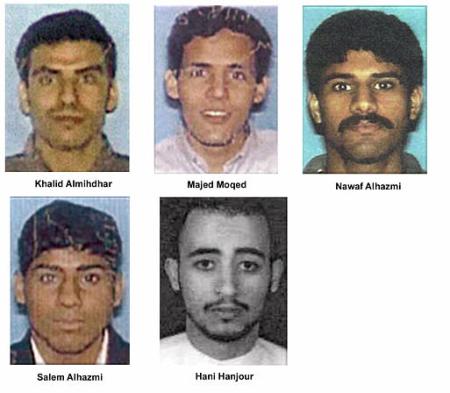 Khalid Almihdhar
Majed Moqed
Nawaf Alhazmi
Salem Alhazmi
Hani Hanjour